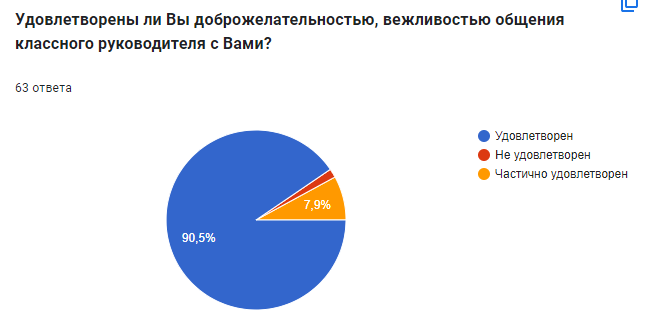 Удовлетворены ли Вы доброжелательностью, вежливостью общения
классного руководителя с Вами?
63 ответа
Удовлетворен
Не удовлетворен
Частично удовлетворен
7,9%
90,5%